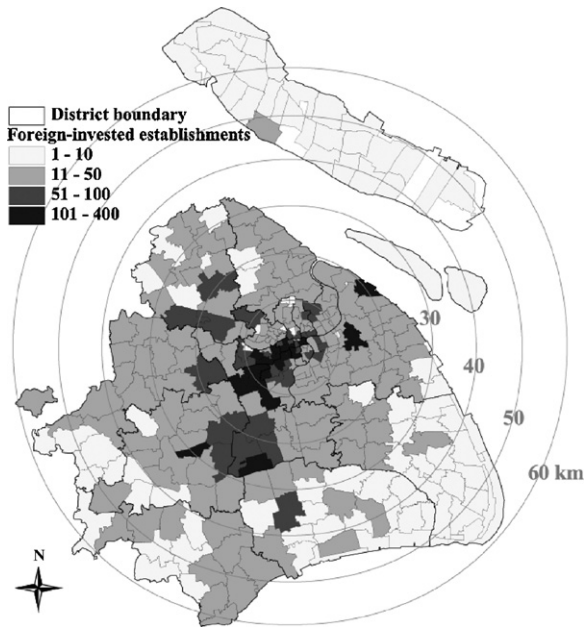 District boundary
Foreign-invested establishments
1 - 10
11 - 50
51 - 100
101 - 400
30
40
50
60 km
N